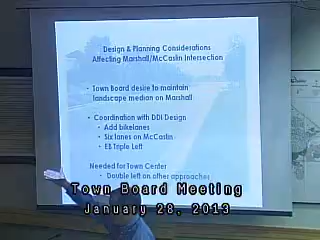 Design & Planning Considerations
Affecting Marshall/McCaslin Intersection
- Town Board desire to maintain
landscape median on Marshall
• Coordination with DDI Design
• Add bikelanes
• Six lanes on McCaslin
• EB Triple Left
Needed for Town Center
• Double left on other approaches
Town Board Meeting
January 28, 2013